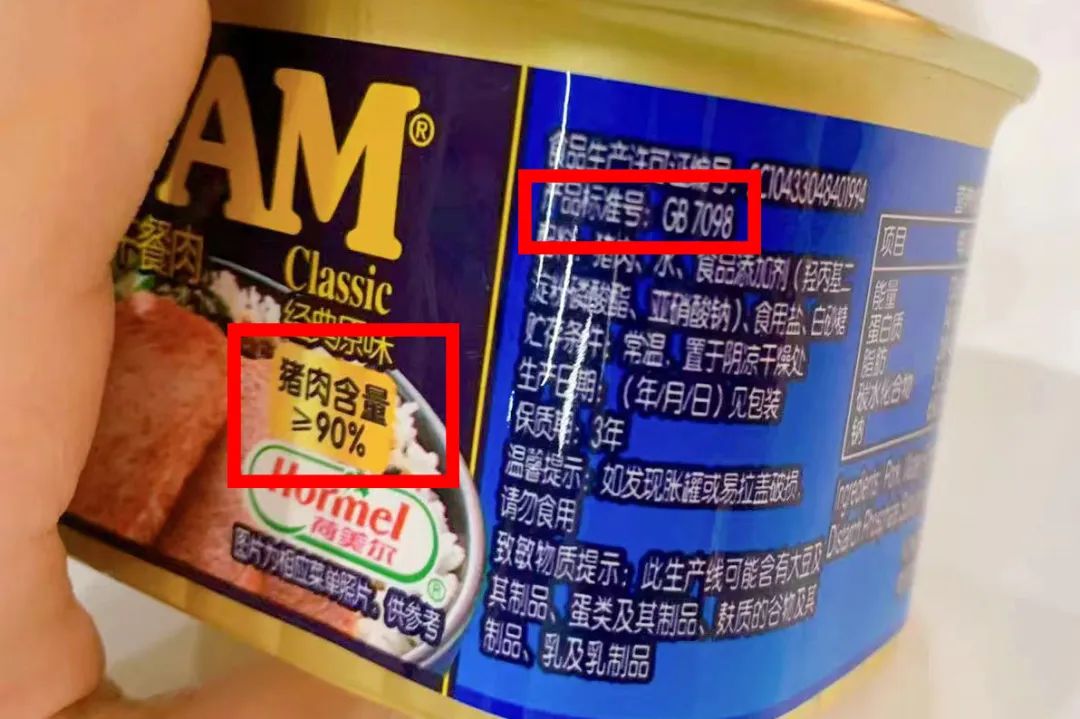 AM®
Classic
餐肉
经典原味
猪肉含量
≥90%
Hormel
荷美尔
®
图片为相应菜单照片，供参考
食品生产许可证编号：SC10433048401994
产品标准号：GB 7098
配料：猪肉、水、食品添加剂（羟丙基二
淀粉磷酸酯、亚硝酸钠）、食用盐、白砂糖
贮存条件：常温、置于阴凉干燥处
生产日期：（年/月/日）见包装
保质期：3年
温馨提示：如发现胀罐或易拉盖破损，
请勿食用
致敏物质提示：此生产线可能含有大豆及
其制品、蛋类及其制品、麸质的谷物及其
制品、乳及乳制品
项目
能量
蛋白质
脂肪
碳水化合物
钠
Ingredients: Pork, Water
Distarch Phosphate